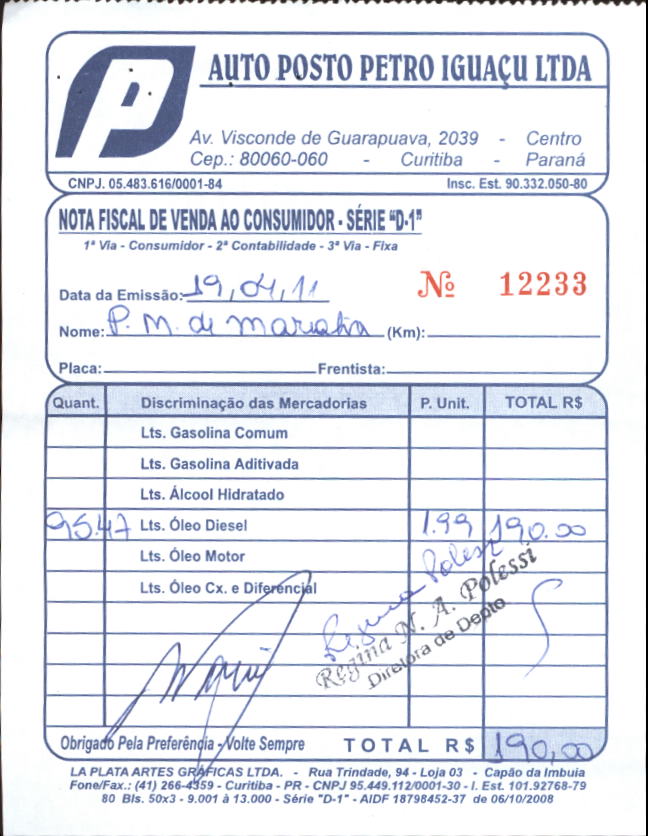 P
AUTO POSTO PETRO IGUAÇU LTDA
Av. Visconde de Guarapuava, 2039 - Centro
Cep.: 80060-060 - Curitiba - Paraná
CNPJ. 05.483.616/0001-84 Insc. Est. 90.332.050-80
NOTA FISCAL DE VENDA AO CONSUMIDOR - SÉRIE "D-1"
1ª Via - Consumidor - 2ª Contabilidade - 3ª Via - Fixa
Data da Emissão: 19,04,11 Nº 12233
Nome: P. M. de (Km):
Placa: Frentista:
Quant. Discriminação das Mercadorias P. Unit. TOTAL R$
Lts. Gasolina Comum
Lts. Gasolina Aditivada
Lts. Álcool Hidratado
95.47 Lts. Óleo Diesel 1.99 190.00
Lts. Óleo Motor
Lts. Óleo Cx. e Diferencial
Regina Polessi
Regina N. A. Polessi
Diretora de Depto
Obrigado Pela Preferência - Volte Sempre TOTAL R$ 190,00
LA PLATA ARTES GRÁFICAS LTDA. - Rua Trindade, 94 - Loja 03 - Capão da Imbuia
Fone/Fax.: (41) 266-4359 - Curitiba - PR - CNPJ 95.449.112/0001-30 - I. Est. 101.92768-79
80 Bls. 50x3 - 9.001 à 13.000 - Série "D-1" - AIDF 18798452-37 de 06/10/2008